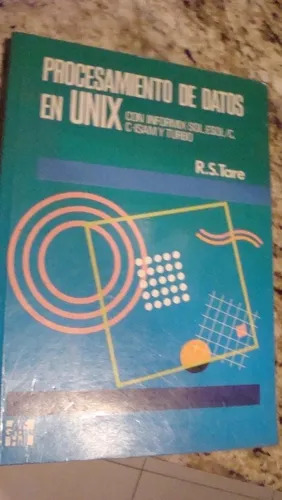 PROCESAMIENTO DE DATOS
EN UNIX CON INFORMIX-SQL, ESQL/C,
C-ISAM Y TURBO
R.S.Tare